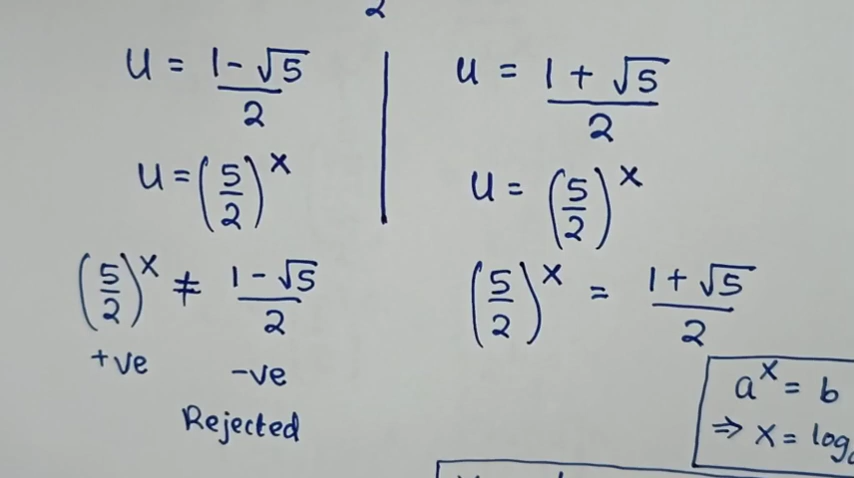 2
U = 1 - √5 / 2
U = (5/2)^x
(5/2)^x ≠ 1 - √5 / 2
+ve -ve
Rejected
U = 1 + √5 / 2
U = (5/2)^x
(5/2)^x = 1 + √5 / 2
a^x = b
⇒ x = log